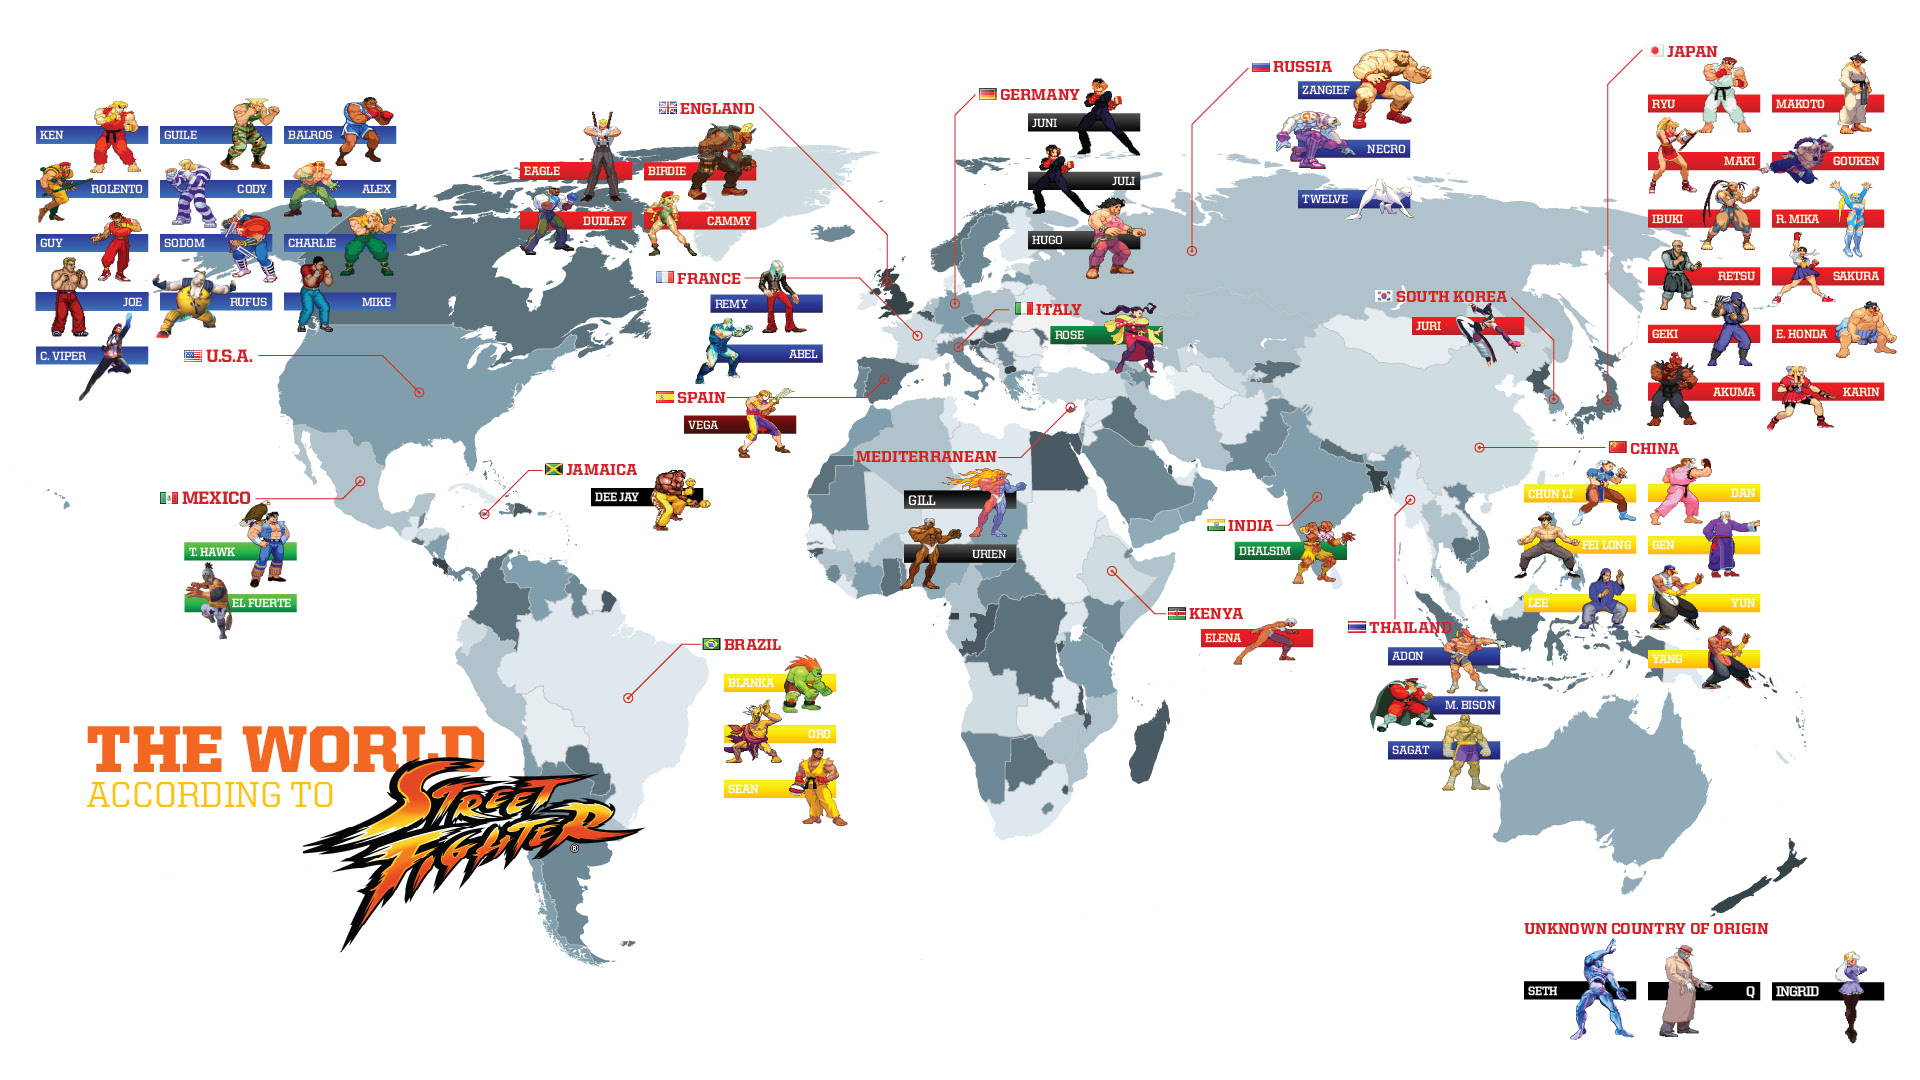 KEN
GUILE
BALROG
ROLENTO
CODY
ALEX
GUY
SODOM
CHARLIE
JOE
RUFUS
MIKE
C. VIPER
U.S.A.
MEXICO
T. HAWK
EL FUERTE
JAMAICA
DEE JAY
BRAZIL
BLANKA
ORO
SEAN
ENGLAND
EAGLE
BIRDIE
DUDLEY
CAMMY
FRANCE
REMY
ABEL
SPAIN
VEGA
GERMANY
JUNI
JULI
HUGO
ITALY
ROSE
MEDITERRANEAN
GILL
URIEN
RUSSIA
ZANGIEF
NECRO
TWELVE
KENYA
ELENA
INDIA
DHALSIM
THAILAND
ADON
M. BISON
SAGAT
SOUTH KOREA
JURI
JAPAN
RYU
MAKOTO
MAKI
GOUKEN
IBUKI
R. MIKA
RETSU
SAKURA
GEKI
E. HONDA
AKUMA
KARIN
CHINA
CHUN LI
DAN
FEI LONG
GEN
LEE
YUN
YANG
THE WORLD
ACCORDING TO
STREET
FIGHTER®
UNKNOWN COUNTRY OF ORIGIN
SETH
Q
INGRID